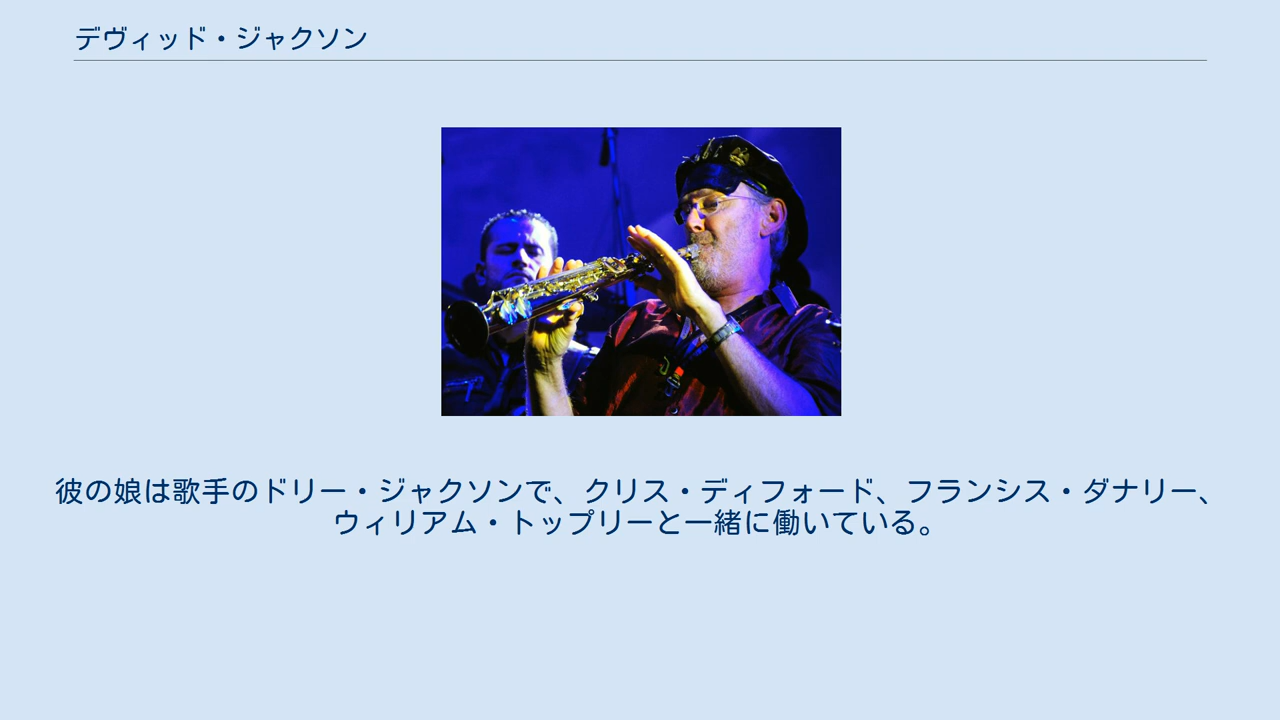 デヴィッド・ジャクソン
彼の娘は歌手のドリー・ジャクソンで、クリス・ディフォード、フランシス・ダナリー、
ウィリアム・トップリーと一緒に働いている。